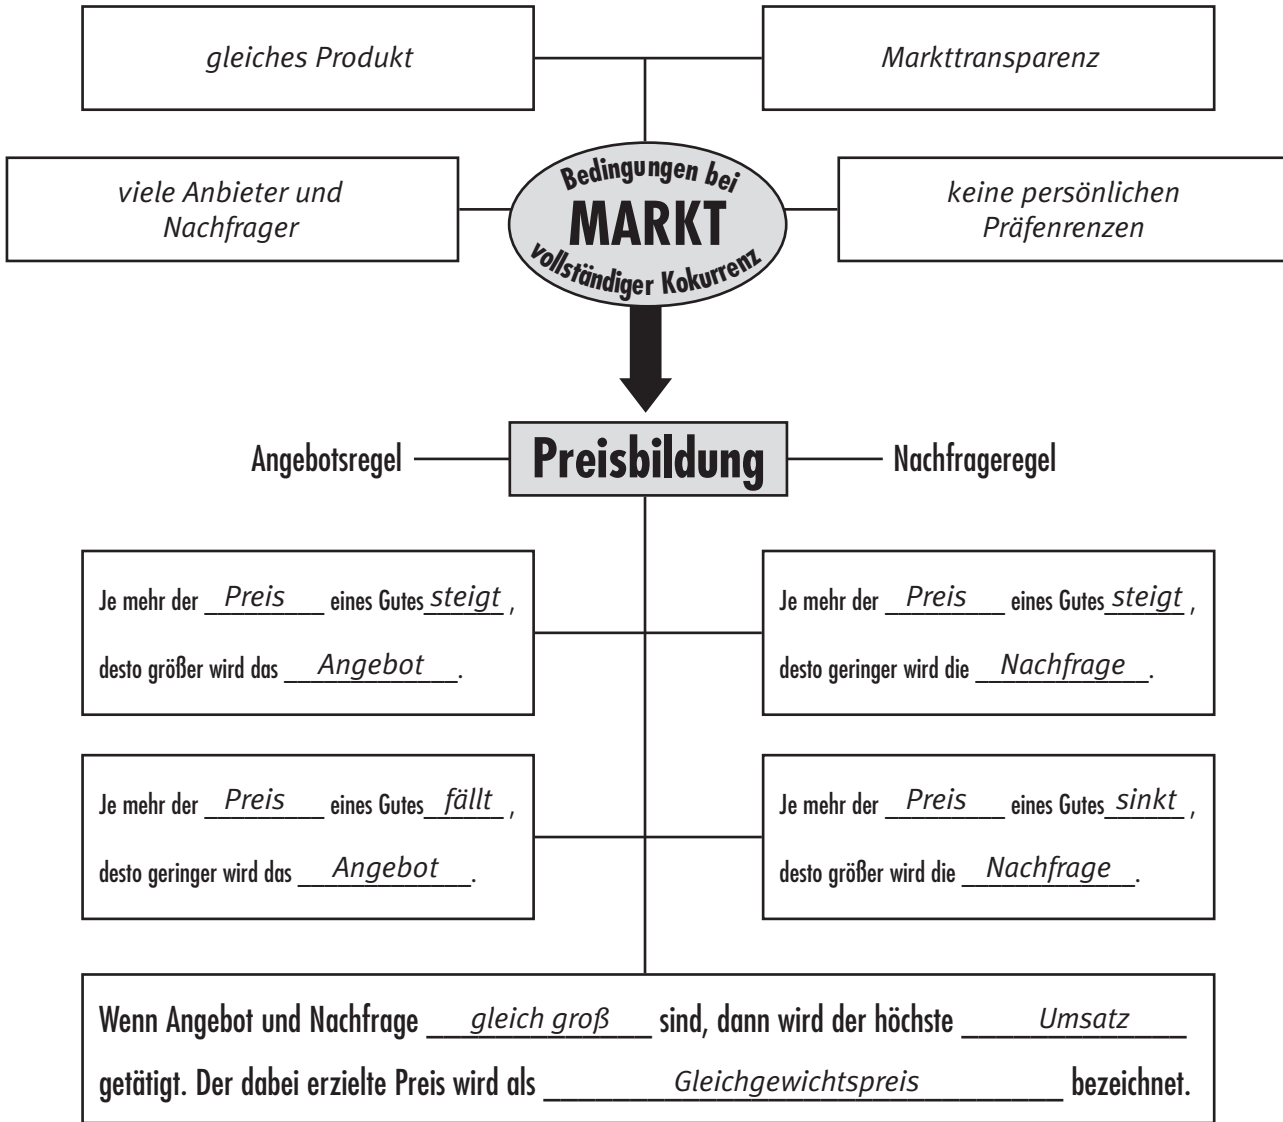 gleiches Produkt
Markttransparenz
viele Anbieter und
Nachfrager
Bedingungen bei
MARKT
vollständiger Kokurrenz
keine persönlichen
Präfenrenzen
Angebotsregel
Preisbildung
Nachfrageregel
Je mehr der Preis eines Gutes steigt,
desto größer wird das Angebot.
Je mehr der Preis eines Gutes steigt,
desto geringer wird die Nachfrage.
Je mehr der Preis eines Gutes fällt,
desto geringer wird das Angebot.
Je mehr der Preis eines Gutes sinkt,
desto größer wird die Nachfrage.
Wenn Angebot und Nachfrage gleich groß sind, dann wird der höchste Umsatz
getätigt. Der dabei erzielte Preis wird als Gleichgewichtspreis bezeichnet.